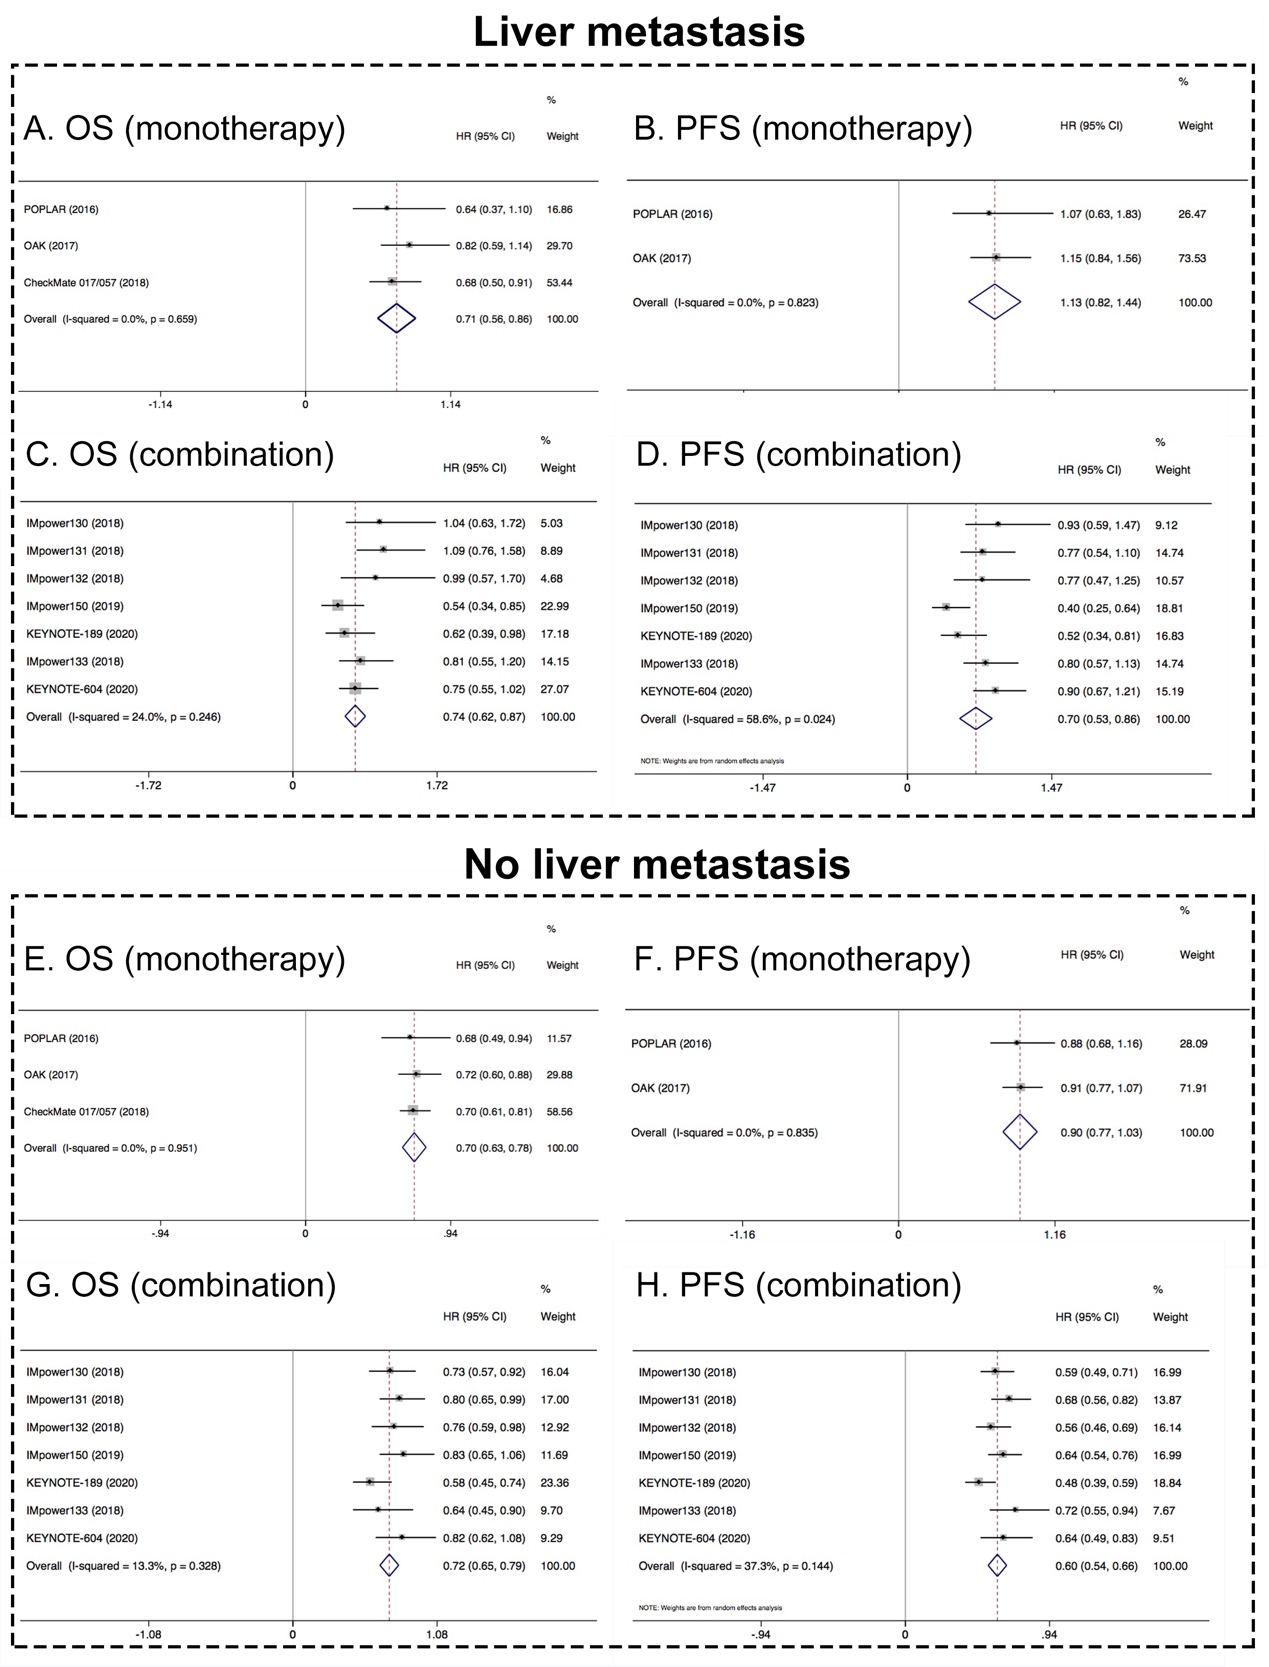 Liver metastasis
A. OS (monotherapy)
%
HR (95% CI) Weight
POPLAR (2016) 0.64 (0.37, 1.10) 16.86
OAK (2017) 0.82 (0.59, 1.14) 29.70
CheckMate 017/057 (2018) 0.68 (0.50, 0.91) 53.44
Overall (I-squared = 0.0%, p = 0.659) 0.71 (0.56, 0.86) 100.00
-1.14 0 1.14
B. PFS (monotherapy)
%
HR (95% CI) Weight
POPLAR (2016) 1.07 (0.63, 1.83) 26.47
OAK (2017) 1.15 (0.84, 1.56) 73.53
Overall (I-squared = 0.0%, p = 0.823) 1.13 (0.82, 1.44) 100.00
C. OS (combination)
%
HR (95% CI) Weight
IMpower130 (2018) 1.04 (0.63, 1.72) 5.03
IMpower131 (2018) 1.09 (0.76, 1.58) 8.89
IMpower132 (2018) 0.99 (0.57, 1.70) 4.68
IMpower150 (2019) 0.54 (0.34, 0.85) 22.99
KEYNOTE-189 (2020) 0.62 (0.39, 0.98) 17.18
IMpower133 (2018) 0.81 (0.55, 1.20) 14.15
KEYNOTE-604 (2020) 0.75 (0.55, 1.02) 27.07
Overall (I-squared = 24.0%, p = 0.246) 0.74 (0.62, 0.87) 100.00
-1.72 0 1.72
D. PFS (combination)
%
HR (95% CI) Weight
IMpower130 (2018) 0.93 (0.59, 1.47) 9.12
IMpower131 (2018) 0.77 (0.54, 1.10) 14.74
IMpower132 (2018) 0.77 (0.47, 1.25) 10.57
IMpower150 (2019) 0.40 (0.25, 0.64) 18.81
KEYNOTE-189 (2020) 0.52 (0.34, 0.81) 16.83
IMpower133 (2018) 0.80 (0.57, 1.13) 14.74
KEYNOTE-604 (2020) 0.90 (0.67, 1.21) 15.19
Overall (I-squared = 58.6%, p = 0.024) 0.70 (0.53, 0.86) 100.00
NOTE: Weights are from random effects analysis
-1.47 0 1.47
No liver metastasis
E. OS (monotherapy)
%
HR (95% CI) Weight
POPLAR (2016) 0.68 (0.49, 0.94) 11.57
OAK (2017) 0.72 (0.60, 0.88) 29.88
CheckMate 017/057 (2018) 0.70 (0.61, 0.81) 58.56
Overall (I-squared = 0.0%, p = 0.951) 0.70 (0.63, 0.78) 100.00
-.94 0 .94
F. PFS (monotherapy)
%
HR (95% CI) Weight
POPLAR (2016) 0.88 (0.68, 1.16) 28.09
OAK (2017) 0.91 (0.77, 1.07) 71.91
Overall (I-squared = 0.0%, p = 0.835) 0.90 (0.77, 1.03) 100.00
-1.16 0 1.16
G. OS (combination)
%
HR (95% CI) Weight
IMpower130 (2018) 0.73 (0.57, 0.92) 16.04
IMpower131 (2018) 0.80 (0.65, 0.99) 17.00
IMpower132 (2018) 0.76 (0.59, 0.98) 12.92
IMpower150 (2019) 0.83 (0.65, 1.06) 11.69
KEYNOTE-189 (2020) 0.58 (0.45, 0.74) 23.36
IMpower133 (2018) 0.64 (0.45, 0.90) 9.70
KEYNOTE-604 (2020) 0.82 (0.62, 1.08) 9.29
Overall (I-squared = 13.3%, p = 0.328) 0.72 (0.65, 0.79) 100.00
-1.08 0 1.08
H. PFS (combination)
%
HR (95% CI) Weight
IMpower130 (2018) 0.59 (0.49, 0.71) 16.99
IMpower131 (2018) 0.68 (0.56, 0.82) 13.87
IMpower132 (2018) 0.56 (0.46, 0.69) 16.14
IMpower150 (2019) 0.64 (0.54, 0.76) 16.99
KEYNOTE-189 (2020) 0.48 (0.39, 0.59) 18.84
IMpower133 (2018) 0.72 (0.55, 0.94) 7.67
KEYNOTE-604 (2020) 0.64 (0.49, 0.83) 9.51
Overall (I-squared = 37.3%, p = 0.144) 0.60 (0.54, 0.66) 100.00
NOTE: Weights are from random effects analysis
-.94 0 .94